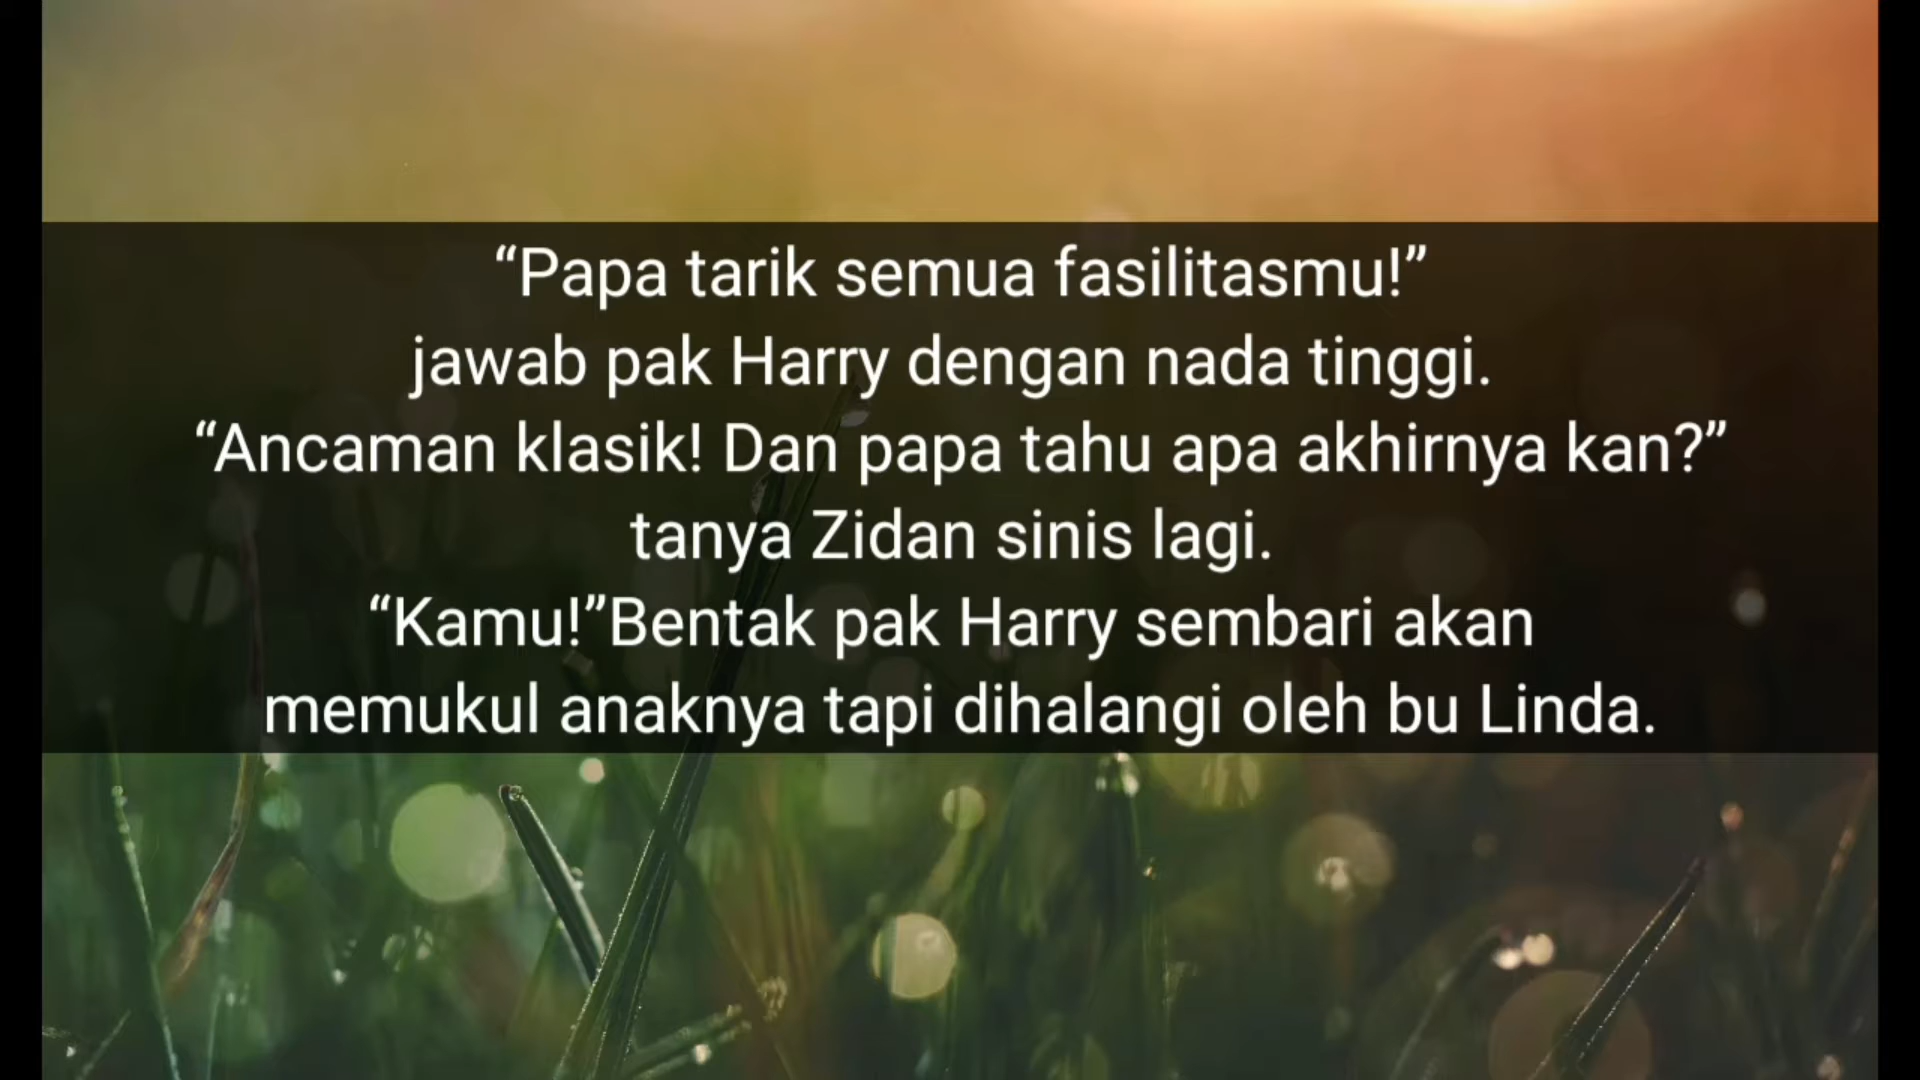 “Papa tarik semua fasilitasmu!”
jawab pak Harry dengan nada tinggi.
“Ancaman klasik! Dan papa tahu apa akhirnya kan?”
tanya Zidan sinis lagi.
“Kamu!”Bentak pak Harry sembari akan
memukul anaknya tapi dihalangi oleh bu Linda.